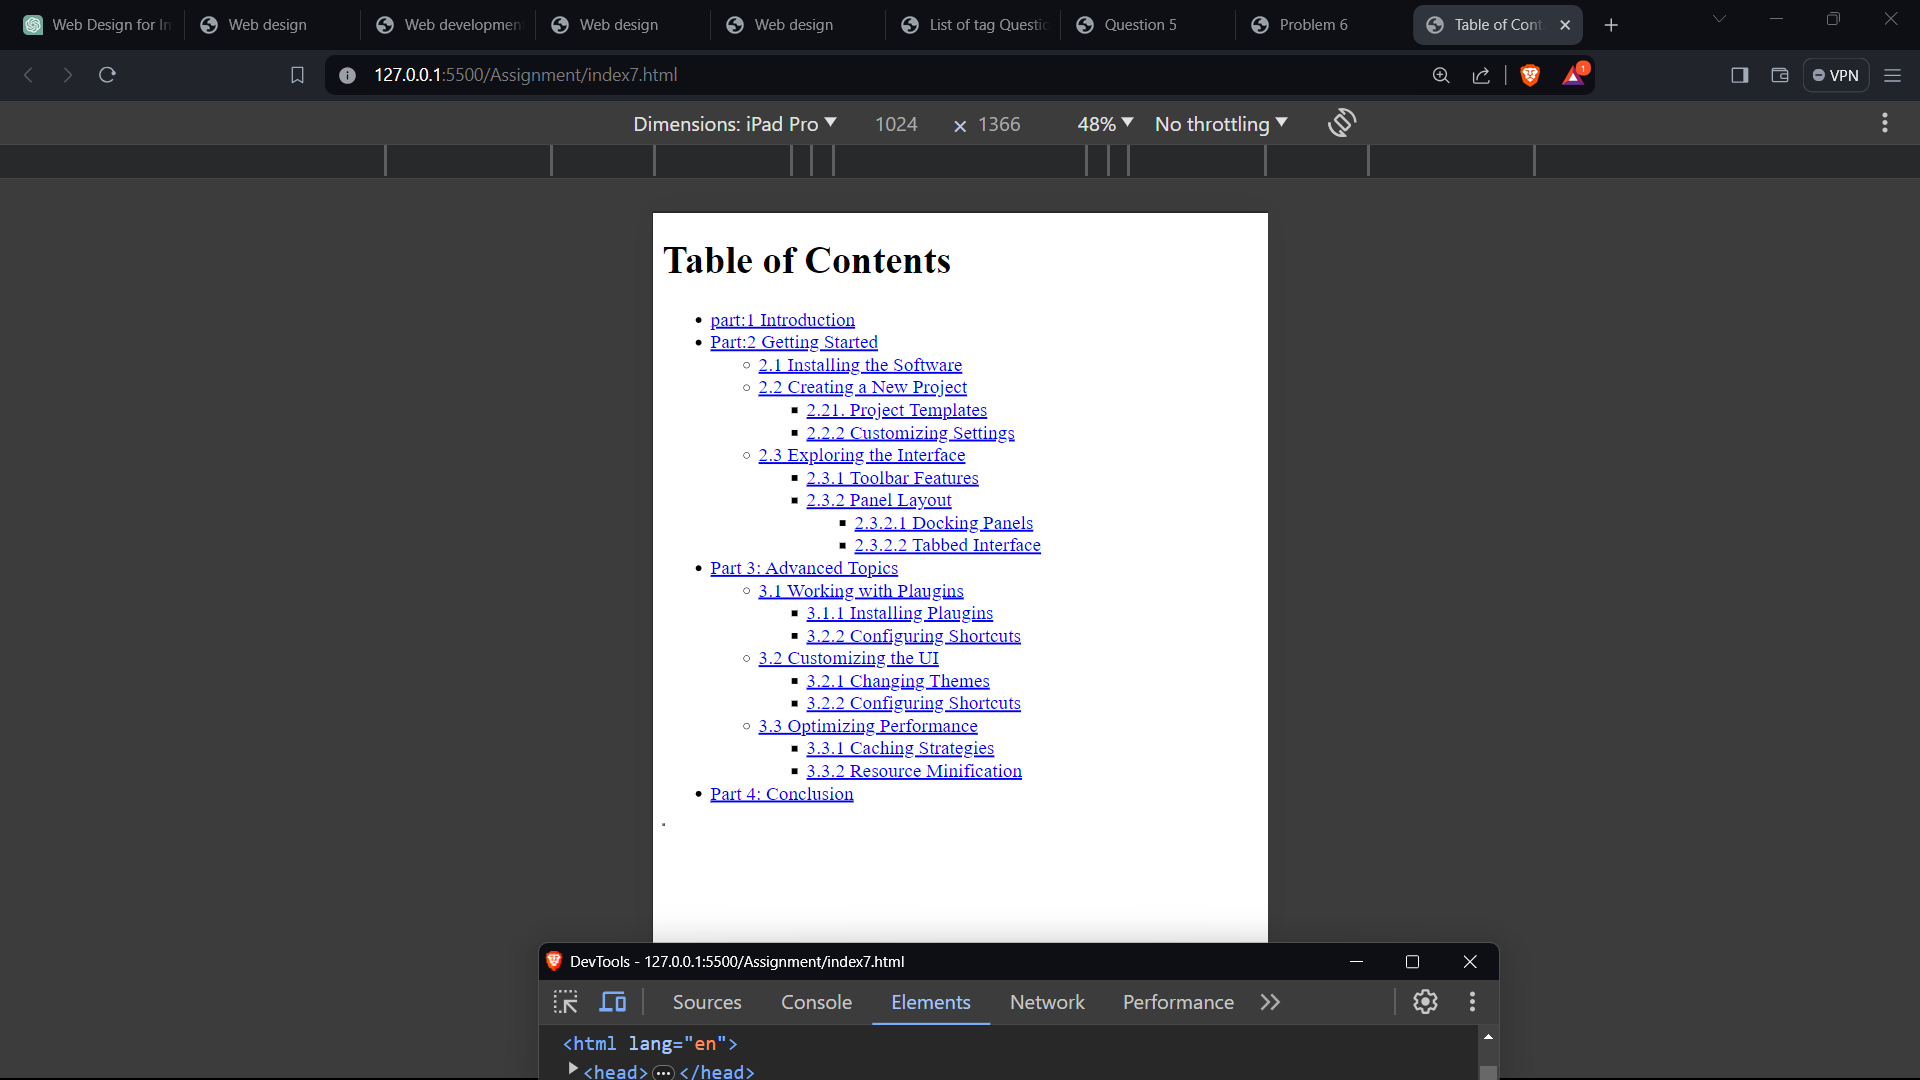 Web Design for In
Web design
Web developmen
Web design
Web design
List of tag Questic
Question 5
Problem 6
Table of Cont
127.0.0.1:5500/Assignment/index7.html
1
VPN
Dimensions: iPad Pro
1024 × 1366
48%
No throttling
Table of Contents
part:1 Introduction
Part:2 Getting Started
2.1 Installing the Software
2.2 Creating a New Project
2.21. Project Templates
2.2.2 Customizing Settings
2.3 Exploring the Interface
2.3.1 Toolbar Features
2.3.2 Panel Layout
2.3.2.1 Docking Panels
2.3.2.2 Tabbed Interface
Part 3: Advanced Topics
3.1 Working with Plaugins
3.1.1 Installing Plaugins
3.2.2 Configuring Shortcuts
3.2 Customizing the UI
3.2.1 Changing Themes
3.2.2 Configuring Shortcuts
3.3 Optimizing Performance
3.3.1 Caching Strategies
3.3.2 Resource Minification
Part 4: Conclusion
DevTools - 127.0.0.1:5500/Assignment/index7.html
Sources
Console
Elements
Network
Performance
<html lang="en">
<head>…</head>